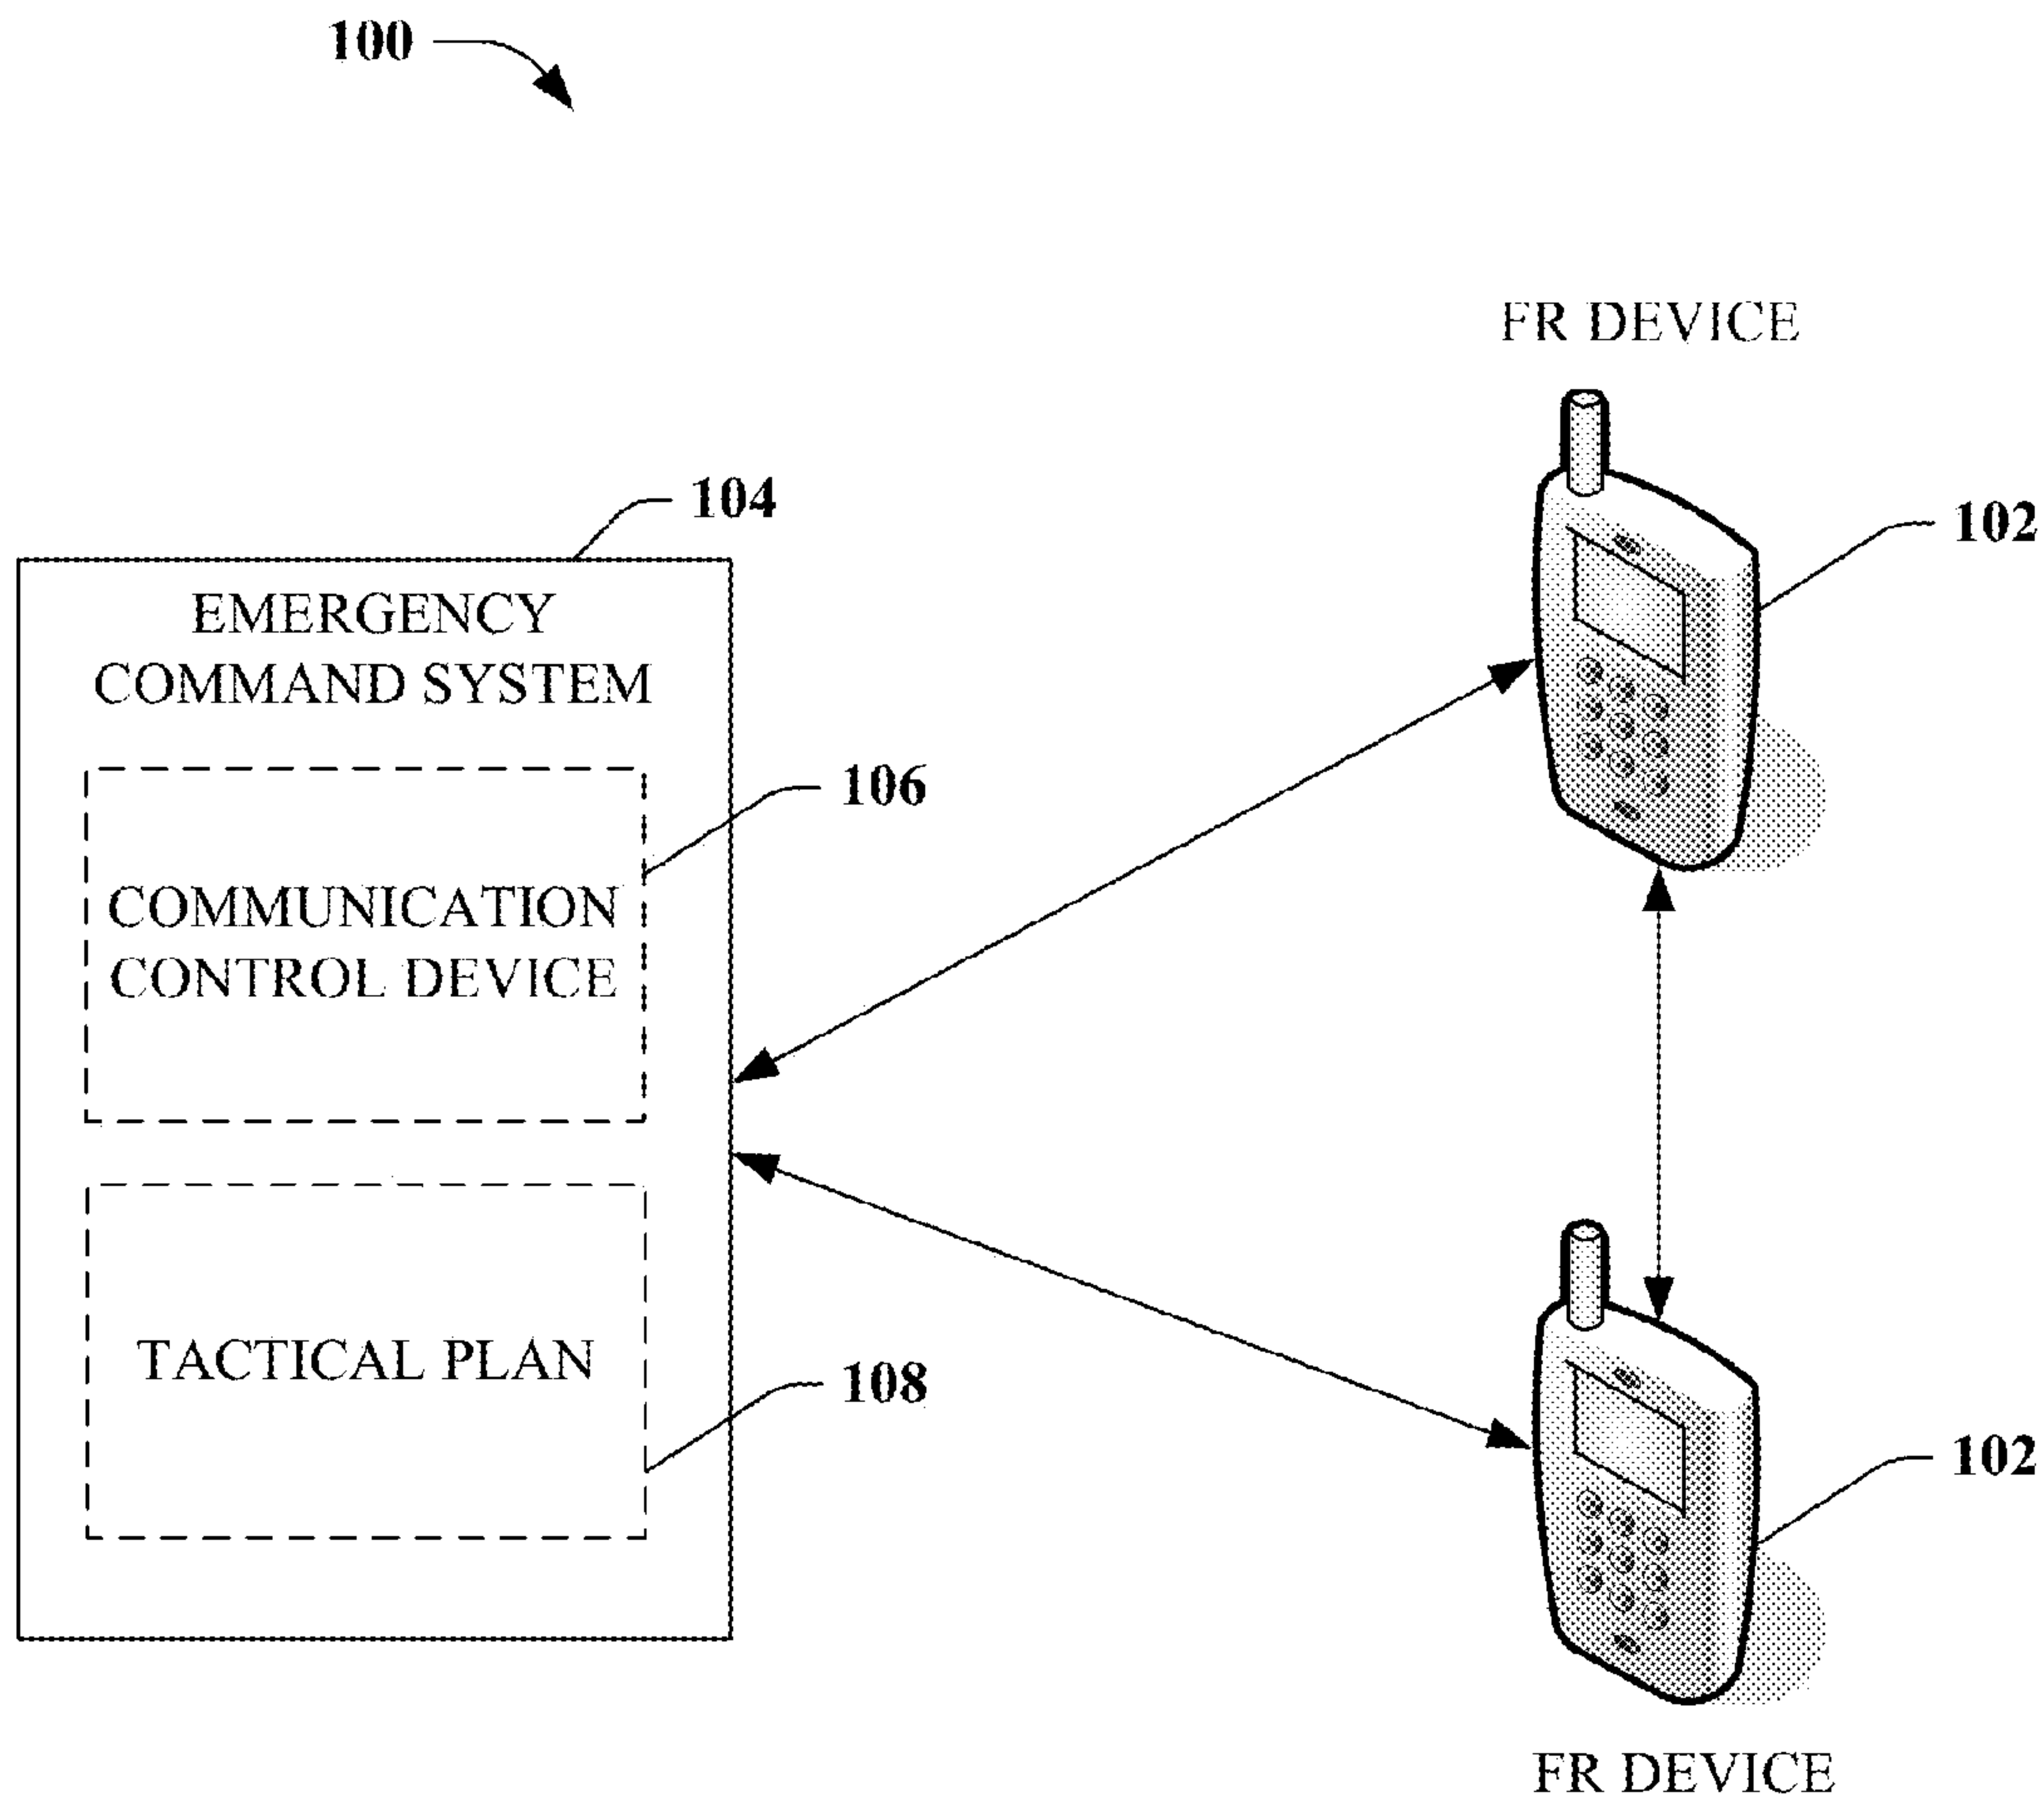 100
FR DEVICE
104
102
EMERGENCY
COMMAND SYSTEM
106
COMMUNICATION
CONTROL DEVICE
TACTICAL PLAN
108
102
FR DEVICE